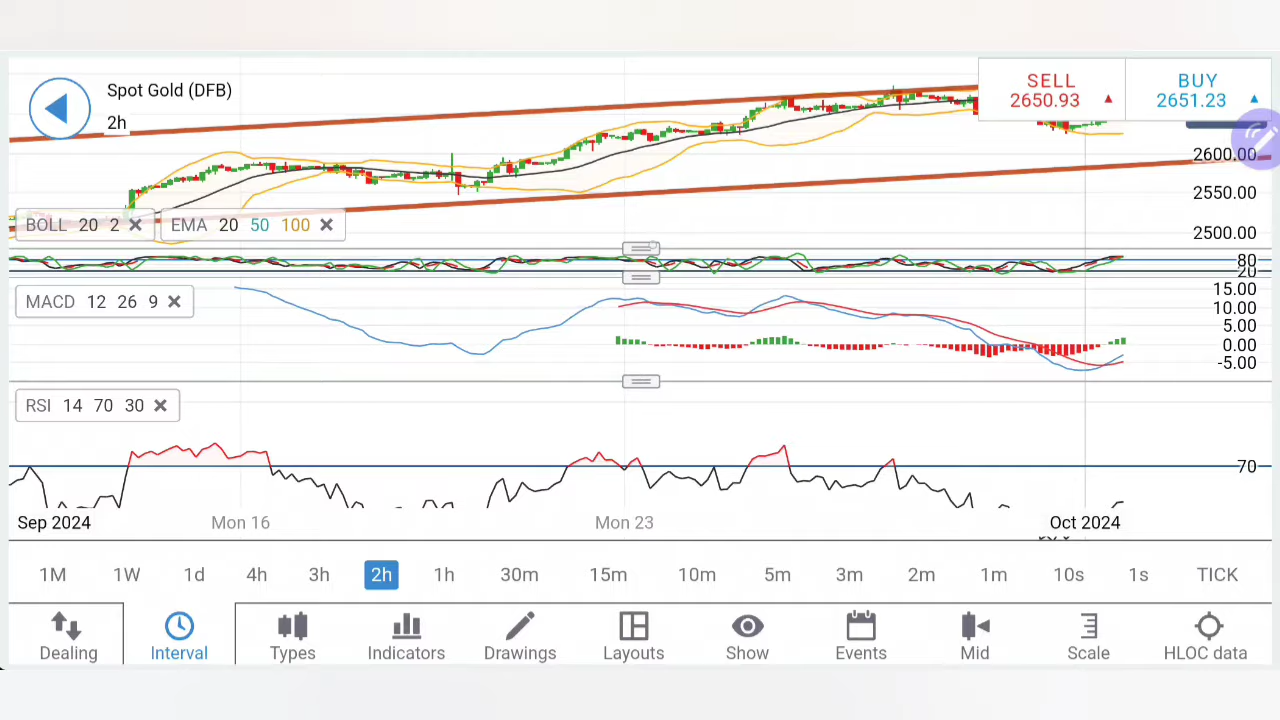 Spot Gold (DFB)
2h
SELL
2650.93
BUY
2651.23
2600.00
2550.00
2500.00
BOLL 20 2
EMA 20 50 100
80
20
MACD 12 26 9
15.00
10.00
5.00
0.00
-5.00
RSI 14 70 30
70
Sep 2024 Mon 16 Mon 23 Oct 2024
1M 1W 1d 4h 3h 2h 1h 30m 15m 10m 5m 3m 2m 1m 10s 1s TICK
Dealing Interval Types Indicators Drawings Layouts Show Events Mid Scale HLOC data